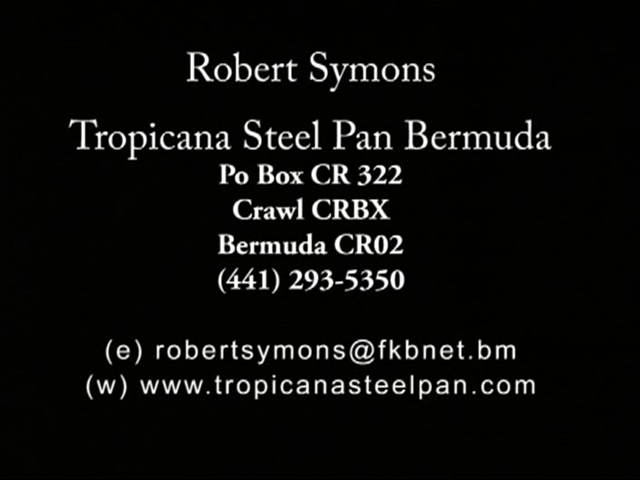 Robert Symons
Tropicana Steel Pan Bermuda
Po Box CR 322
Crawl CRBX
Bermuda CR02
(441) 293-5350
(e) robertsymons@fkbnet.bm
(w) www.tropicanasteelpan.com